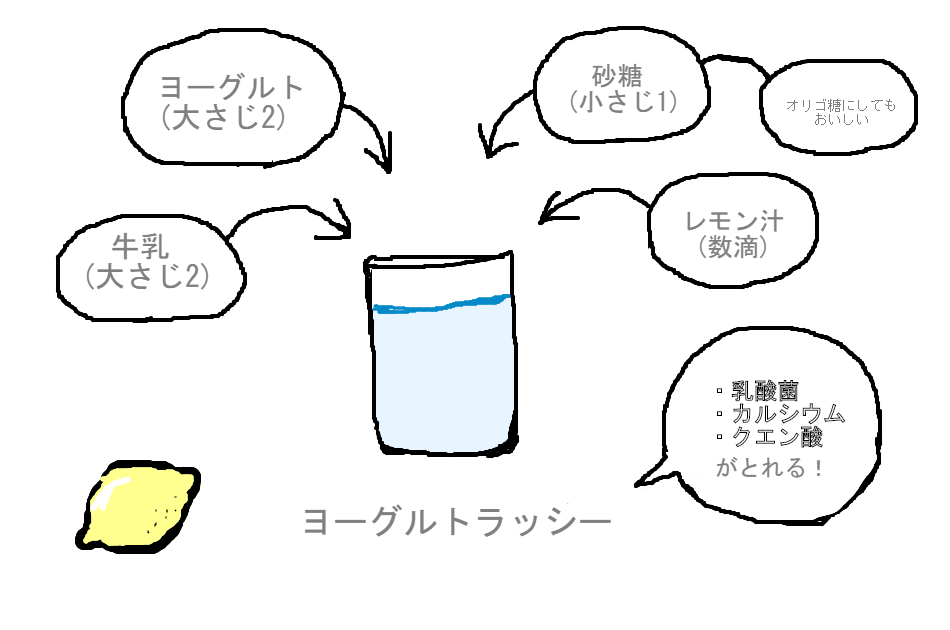 ヨーグルト
(大さじ2)
砂糖
(小さじ1)
オリゴ糖にしても
おいしい
牛乳
(大さじ2)
レモン汁
(数滴)
・乳酸菌
・カルシウム
・クエン酸
がとれる！
ヨーグルトラッシー